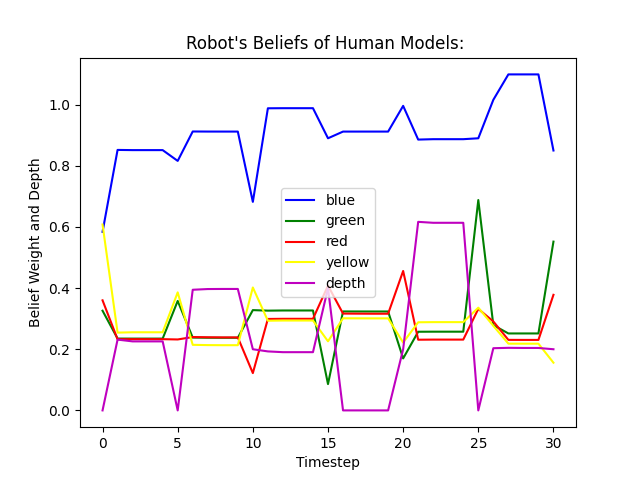 Robot's Beliefs of Human Models:
Belief Weight and Depth
1.0
0.8
0.6
0.4
0.2
0.0
blue
green
red
yellow
depth
0 5 10 15 20 25 30
Timestep